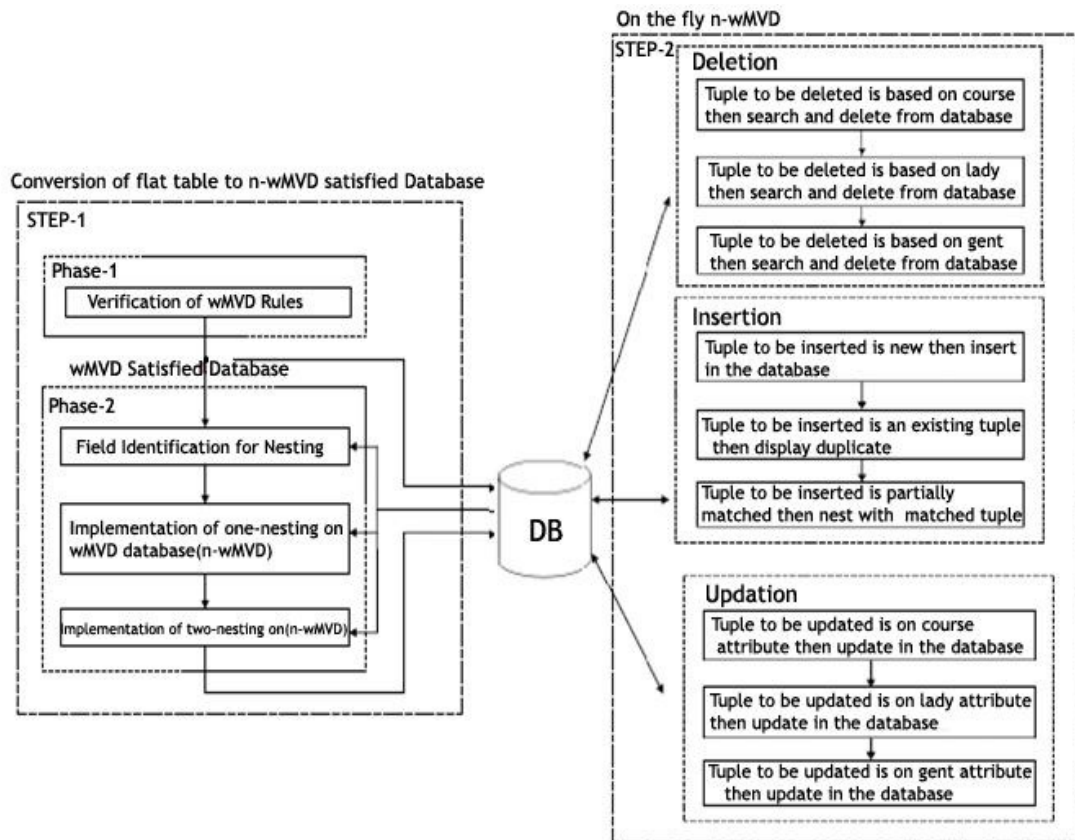 Conversion of flat table to n-wMVD satisfied Database
STEP-1
Phase-1
Verification of wMVD Rules
wMVD Satisfied Database
Phase-2
Field Identification for Nesting
Implementation of one-nesting on
wMVD database(n-wMVD)
Implementation of two-nesting on(n-wMVD)
DB
On the fly n-wMVD
STEP-2
Deletion
Tuple to be deleted is based on course
then search and delete from database
Tuple to be deleted is based on lady
then search and delete from database
Tuple to be deleted is based on gent
then search and delete from database
Insertion
Tuple to be inserted is new then insert
in the database
Tuple to be inserted is an existing tuple
then display duplicate
Tuple to be inserted is partially
matched then nest with matched tuple
Updation
Tuple to be updated is on course
attribute then update in the database
Tuple to be updated is on lady attribute
then update in the database
Tuple to be updated is on gent attribute
then update in the database